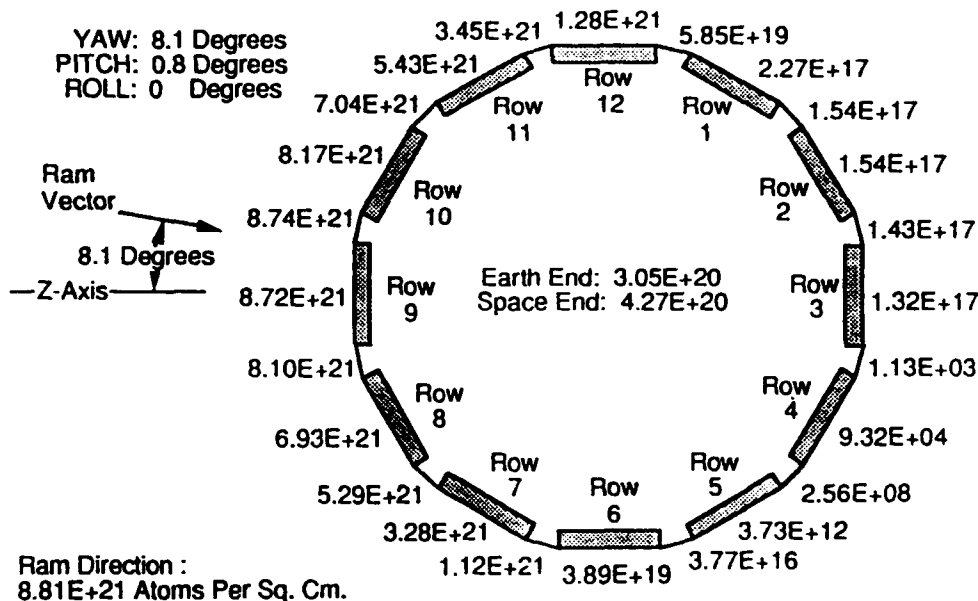 YAW: 8.1 Degrees
PITCH: 0.8 Degrees
ROLL: 0 Degrees
3.45E+21
1.28E+21
5.85E+19
5.43E+21
2.27E+17
7.04E+21
Row
11
Row
12
Row
1
1.54E+17
8.17E+21
1.54E+17
Ram
Vector
Row
10
Row
2
8.74E+21
1.43E+17
8.1 Degrees
Z-Axis
8.72E+21
Row
9
Earth End: 3.05E+20
Space End: 4.27E+20
Row
3
1.32E+17
8.10E+21
1.13E+03
Row
8
Row
4
6.93E+21
9.32E+04
Row
7
Row
6
Row
5
5.29E+21
2.56E+08
3.28E+21
3.73E+12
1.12E+21
3.89E+19
3.77E+16
Ram Direction :
8.81E+21 Atoms Per Sq. Cm.